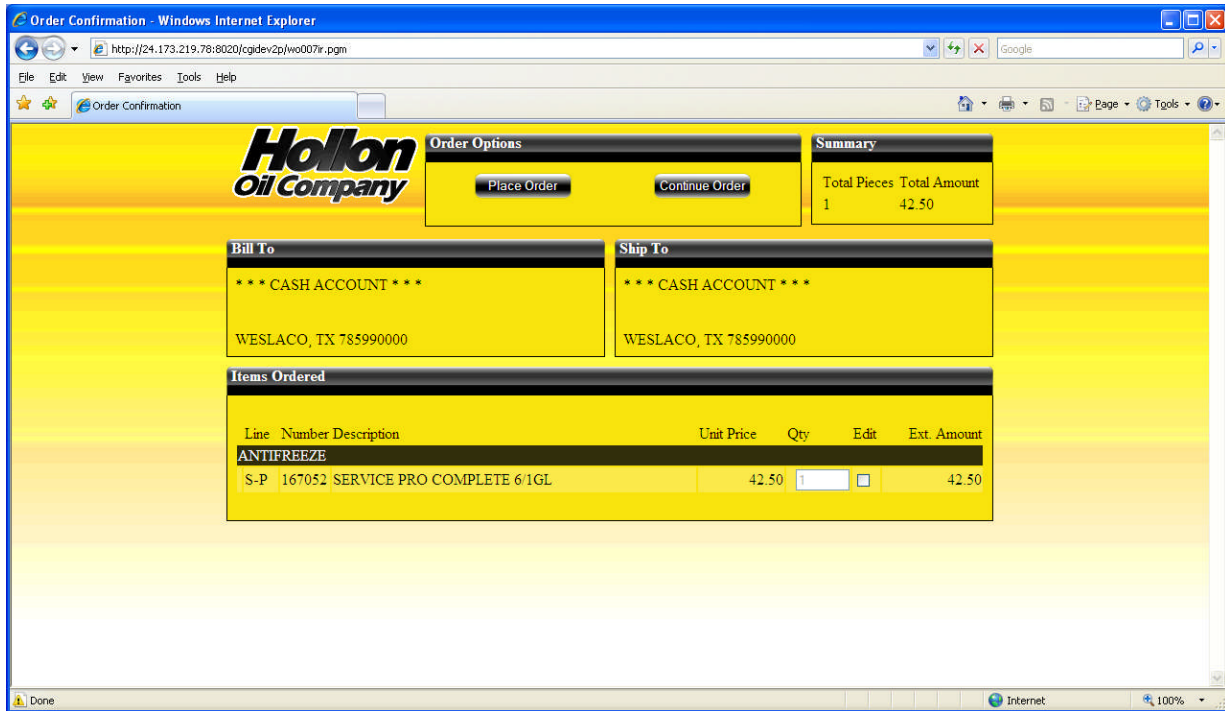 Order Confirmation - Windows Internet Explorer
http://24.173.219.78:8020/cgidev2p/wo007ir.pgm
Google
File Edit View Favorites Tools Help
Order Confirmation
Page Tools
Hollon
Oil Company
Order Options
Place Order Continue Order
Summary
Total Pieces Total Amount
1 42.50
Bill To
* * * CASH ACCOUNT * * *
WESLACO, TX 785990000
Ship To
* * * CASH ACCOUNT * * *
WESLACO, TX 785990000
Items Ordered
Line Number Description Unit Price Qty Edit Ext. Amount
ANTIFREEZE
S-P 167052 SERVICE PRO COMPLETE 6/1GL 42.50 1 42.50
Done Internet 100%